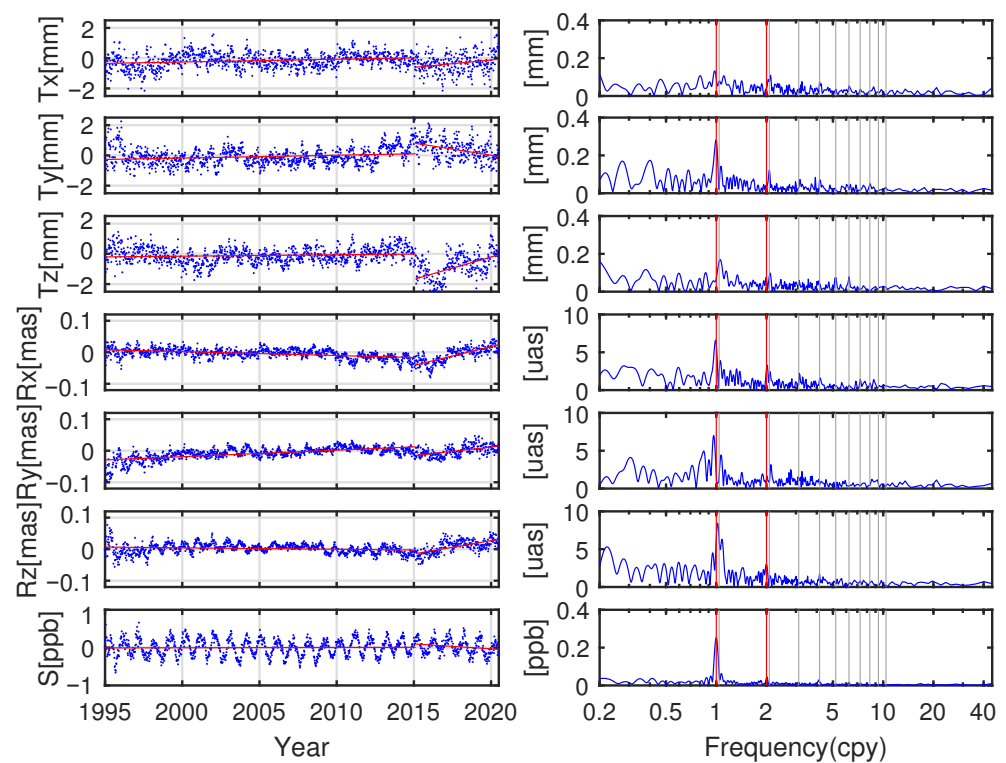 Tx[mm] 2 0 −2
[mm] 0.4 0.2 0
Ty[mm] 2 0 −2
[mm] 0.4 0.2 0
Tz[mm] 2 0 −2
[mm] 0.4 0.2 0
Rx[mas] 0.1 0 −0.1
[uas] 10 5 0
Ry[mas] 0.1 0 −0.1
[uas] 10 5 0
Rz[mas] 0.1 0 −0.1
[uas] 10 5 0
S[ppb] 1 0 −1
[ppb] 0.4 0.2 0
1995 2000 2005 2010 2015 2020
0.2 0.5 1 2 5 10 20 40
Year
Frequency(cpy)